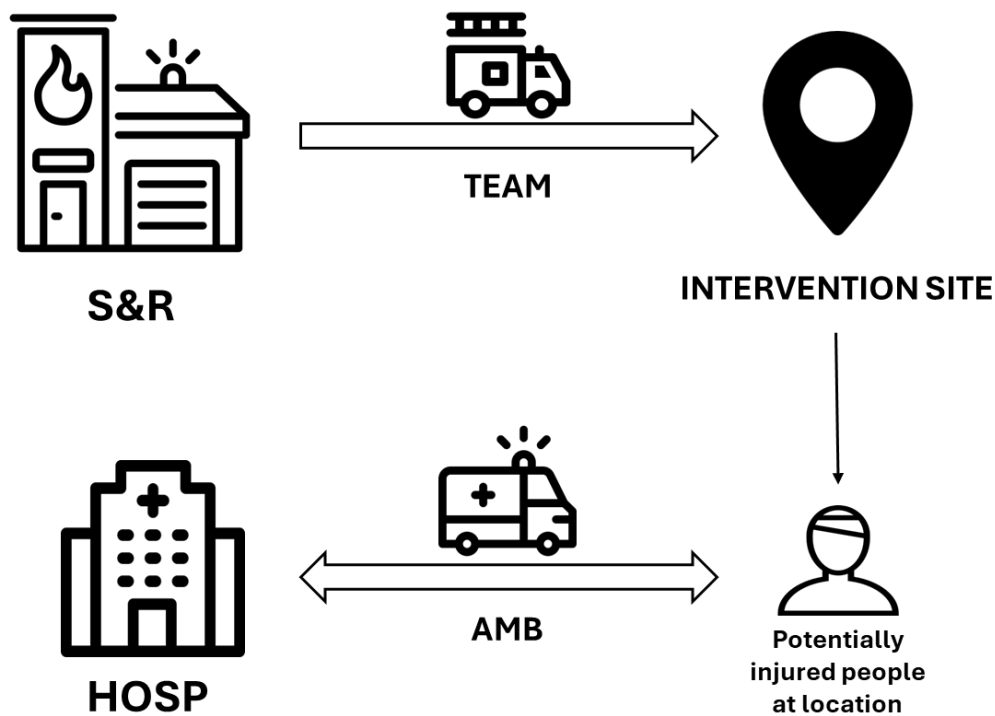 TEAM
S&R
INTERVENTION SITE
AMB
HOSP
Potentially
injured people
at location